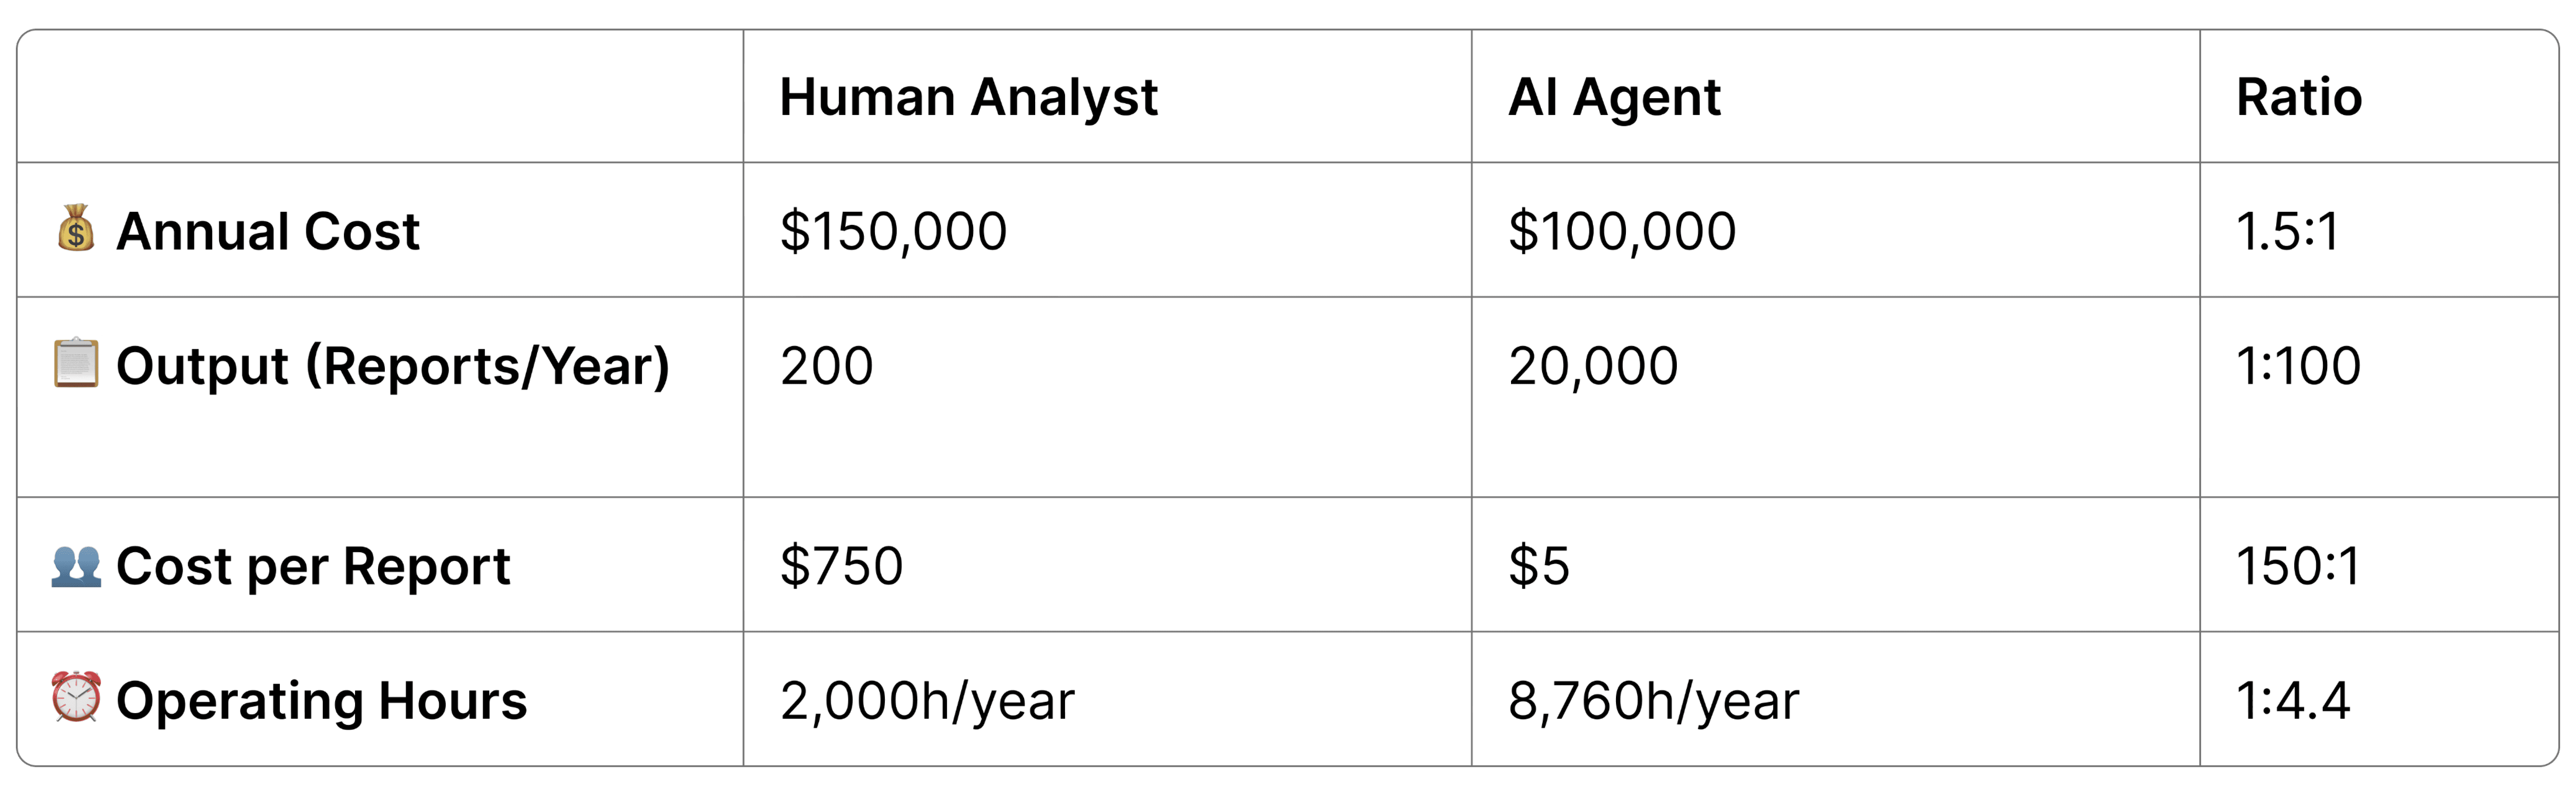 Human Analyst AI Agent Ratio
💰 Annual Cost $150,000 $100,000 1.5:1
📋 Output (Reports/Year) 200 20,000 1:100
👥 Cost per Report $750 $5 150:1
⏰ Operating Hours 2,000h/year 8,760h/year 1:4.4